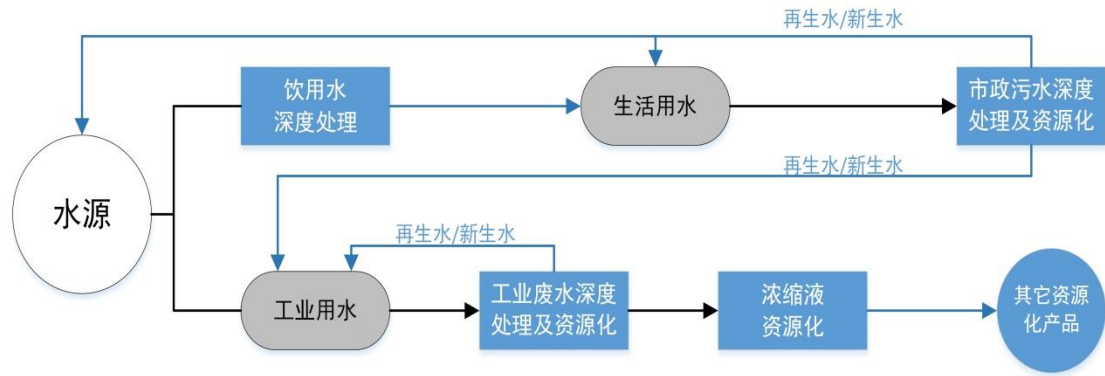 再生水/新生水
饮用水
深度处理
生活用水
市政污水深度
处理及资源化
再生水/新生水
水源
再生水/新生水
工业用水
工业废水深度
处理及资源化
浓缩液
资源化
其它资源
化产品